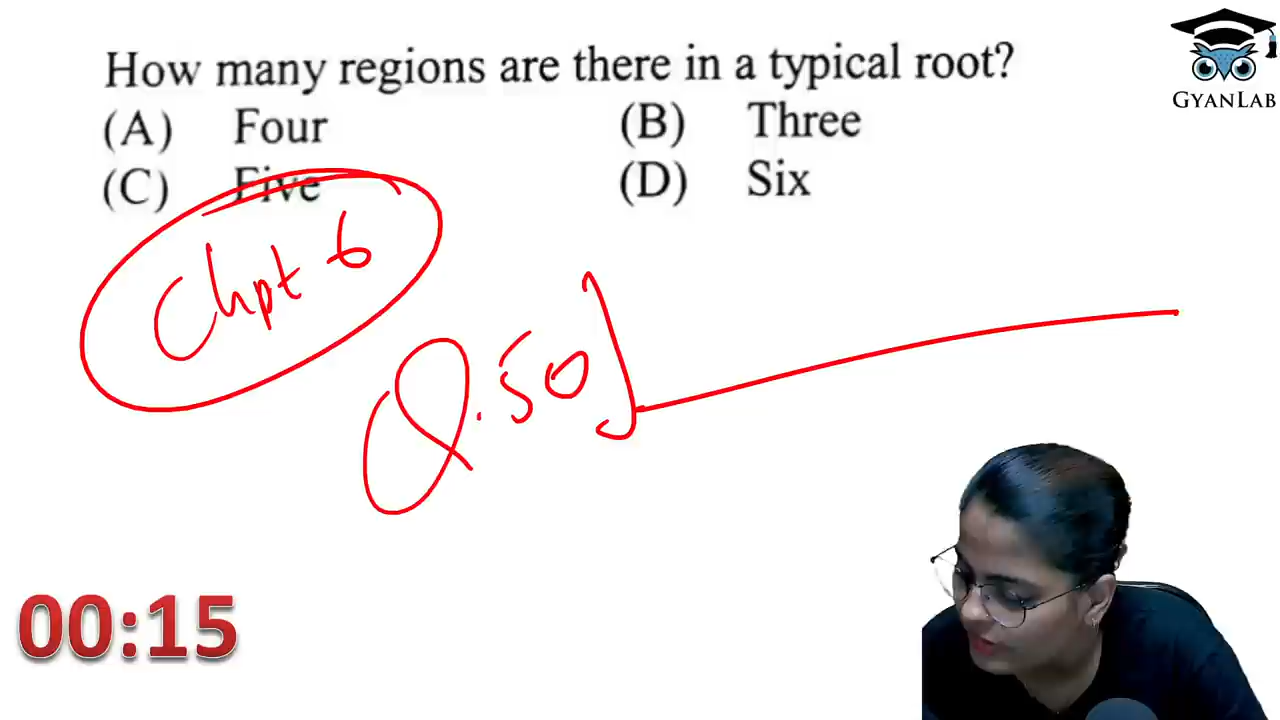 How many regions are there in a typical root?
(A) Four (B) Three
(C) Five (D) Six
GYANLAB
Chpt 6
Q.50]
00:15